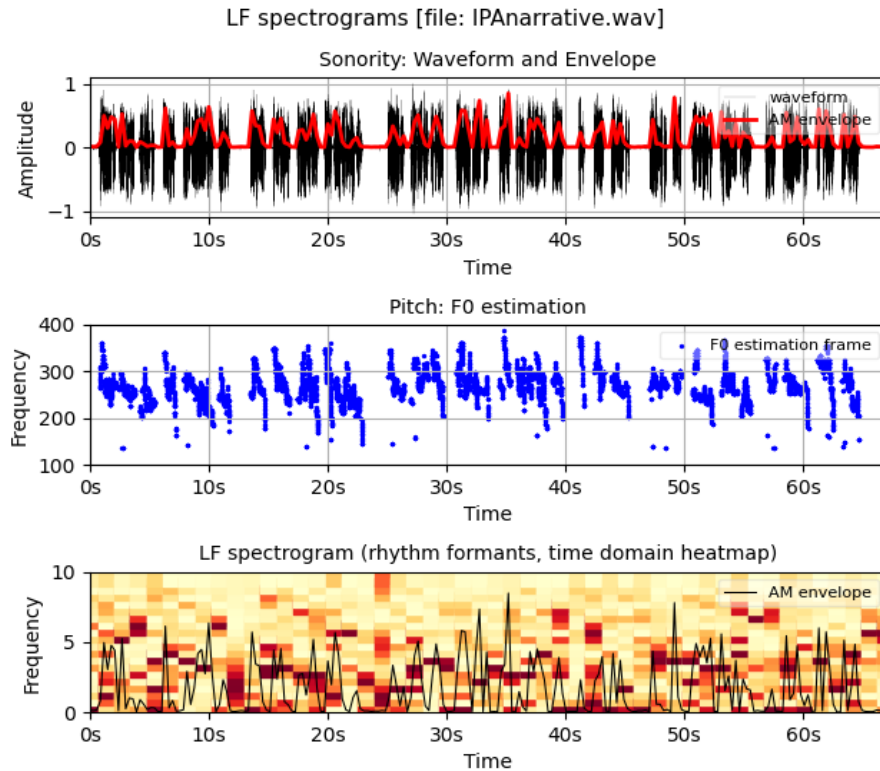 LF spectrograms [file: IPAnarrative.wav]
Sonority: Waveform and Envelope
Amplitude
1
0
−1
waveform
AM envelope
0s 10s 20s 30s 40s 50s 60s
Time
Pitch: F0 estimation
Frequency
400
300
200
100
F0 estimation frame
0s 10s 20s 30s 40s 50s 60s
Time
LF spectrogram (rhythm formants, time domain heatmap)
Frequency
10
5
0
AM envelope
0s 10s 20s 30s 40s 50s 60s
Time